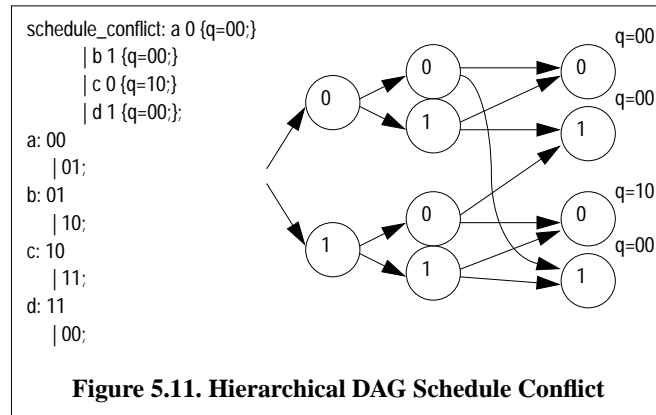 schedule_conflict: a 0 {q=00;}
| b 1 {q=00;}
| c 0 {q=10;}
| d 1 {q=00;};
a: 00
| 01;
b: 01
| 10;
c: 10
| 11;
d: 11
| 00;
0
1
0
1
0
1
q=00
0
q=00
1
q=10
0
q=00
1
Figure 5.11. Hierarchical DAG Schedule Conflict